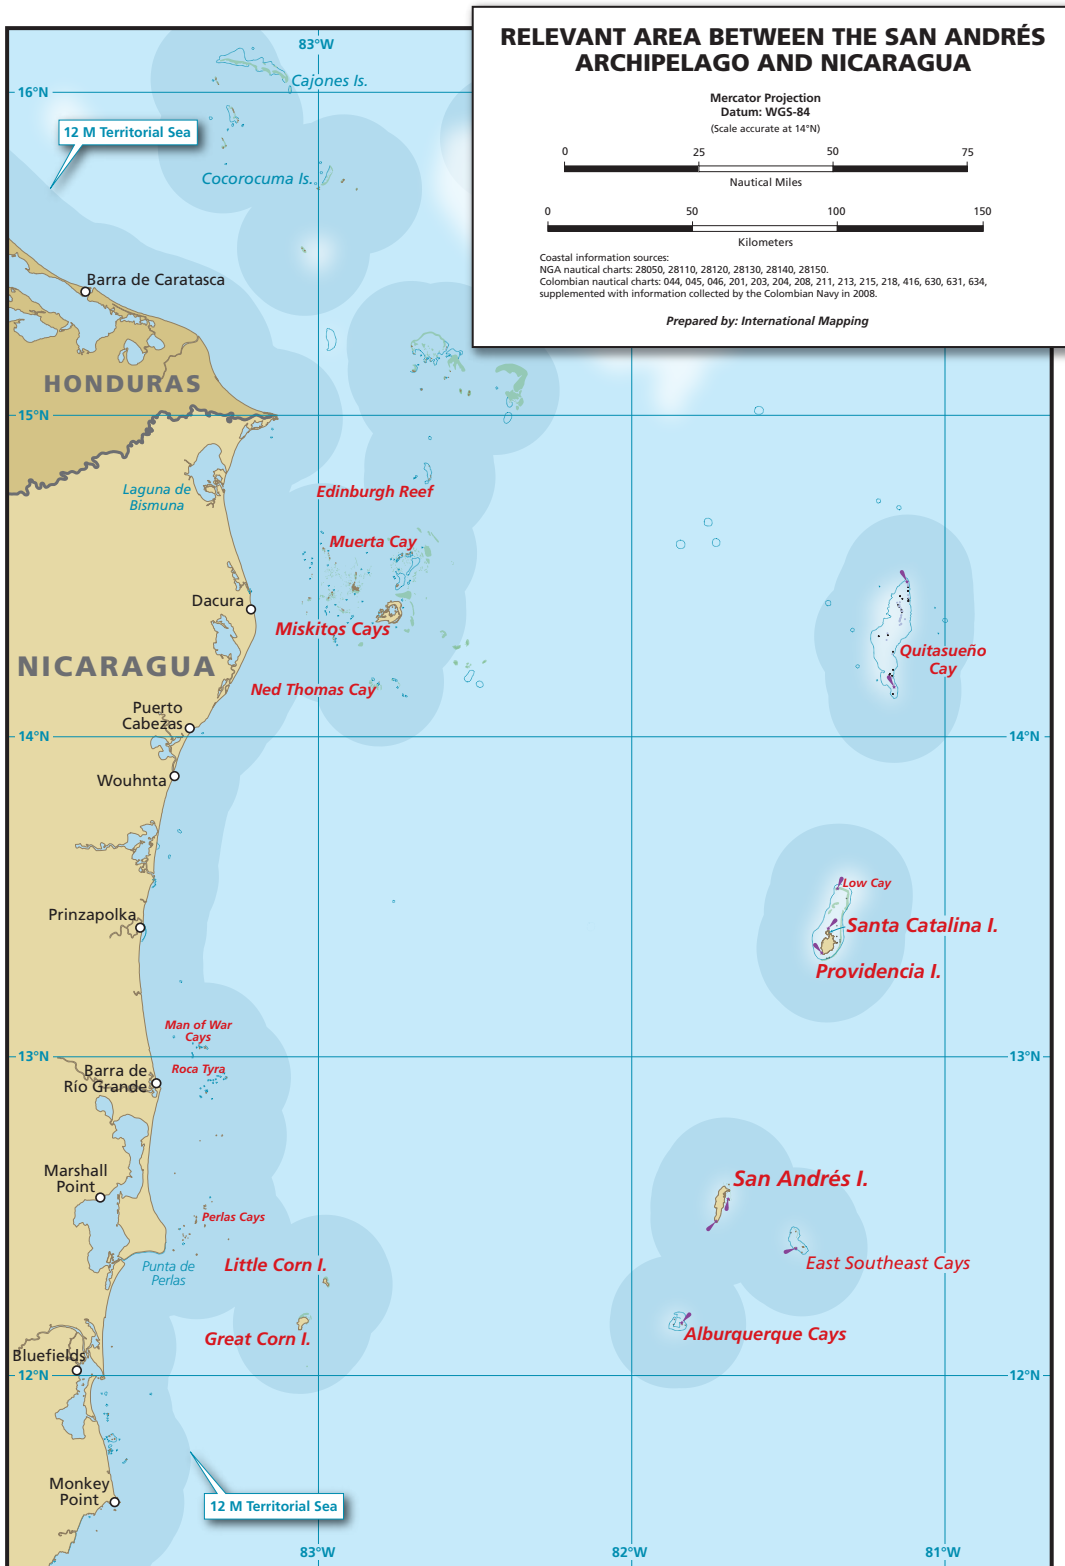 RELEVANT AREA BETWEEN THE SAN ANDRÉS
ARCHIPELAGO AND NICARAGUA
Mercator Projection
Datum: WGS-84
(Scale accurate at 14°N)
0 25 50 75
Nautical Miles
0 50 100 150
Kilometers
Coastal information sources:
NGA nautical charts: 28050, 28110, 28120, 28130, 28140, 28150.
Colombian nautical charts: 044, 045, 046, 201, 203, 204, 208, 211, 213, 215, 218, 416, 630, 631, 634,
supplemented with information collected by the Colombian Navy in 2008.
Prepared by: International Mapping
83°W
Cajones Is.
16°N
12 M Territorial Sea
Cocorocuma Is.
Barra de Caratasca
HONDURAS
15°N
Laguna de
Bismuna
Edinburgh Reef
Muerta Cay
Dacura
Miskitos Cays
NICARAGUA
Quitasueño
Cay
Ned Thomas Cay
Puerto
Cabezas
14°N
14°N
Wouhnta
Low Cay
Prinzapolka
Santa Catalina I.
Providencia I.
Man of War
Cays
13°N
13°N
Barra de
Río Grande
Roca Tyra
Marshall
Point
San Andrés I.
Perlas Cays
Punta de
Perlas
Little Corn I.
East Southeast Cays
Great Corn I.
Alburquerque Cays
Bluefields
12°N
12°N
Monkey
Point
12 M Territorial Sea
83°W
82°W
81°W